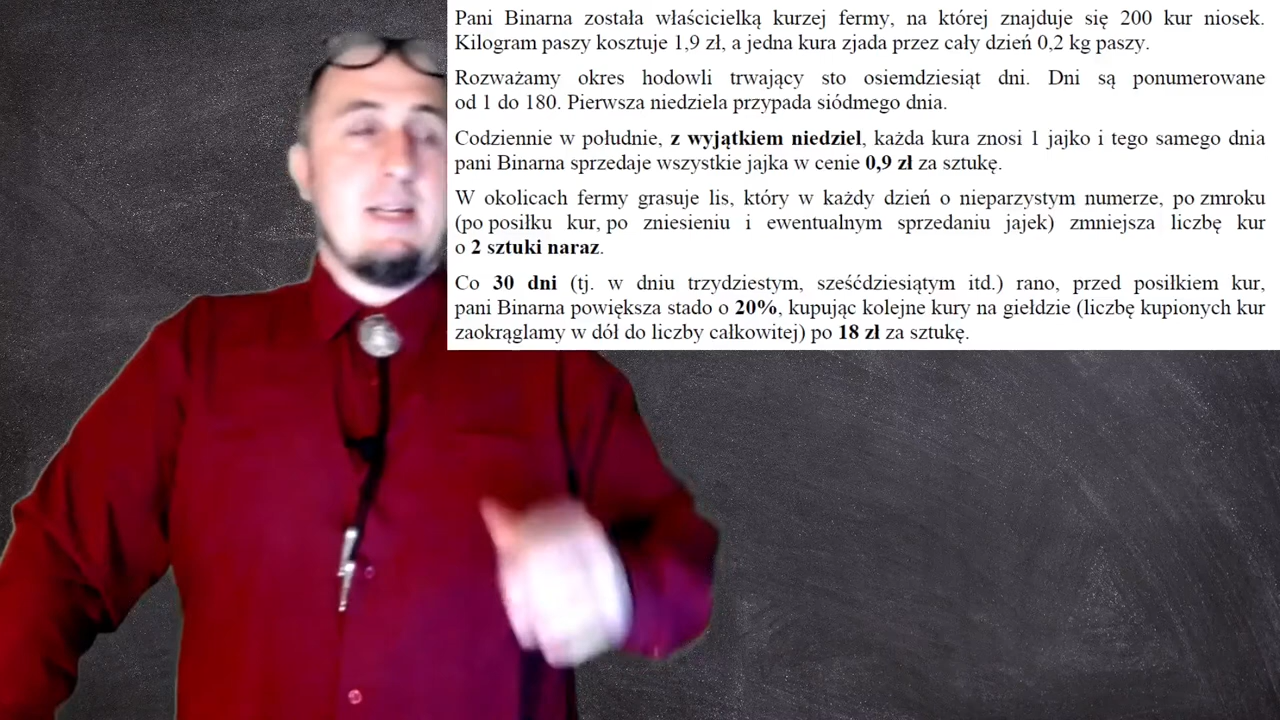 Pani Binarna została właścicielką kurzej fermy, na której znajduje się 200 kur niosek.
Kilogram paszy kosztuje 1,9 zł, a jedna kura zjada przez cały dzień 0,2 kg paszy.
Rozważamy okres hodowli trwający sto osiemdziesiąt dni. Dni są ponumerowane
od 1 do 180. Pierwsza niedziela przypada siódmego dnia.
Codziennie w południe, z wyjątkiem niedziel, każda kura znosi 1 jajko i tego samego dnia
pani Binarna sprzedaje wszystkie jajka w cenie 0,9 zł za sztukę.
W okolicach fermy grasuje lis, który w każdy dzień o nieparzystym numerze, po zmroku
(po posiłku kur, po zniesieniu i ewentualnym sprzedaniu jajek) zmniejsza liczbę kur
o 2 sztuki naraz.
Co 30 dni (tj. w dniu trzydziestym, sześćdziesiątym itd.) rano, przed posiłkiem kur,
pani Binarna powiększa stado o 20%, kupując kolejne kury na giełdzie (liczbę kupionych kur
zaokrąglamy w dół do liczby całkowitej) po 18 zł za sztukę.